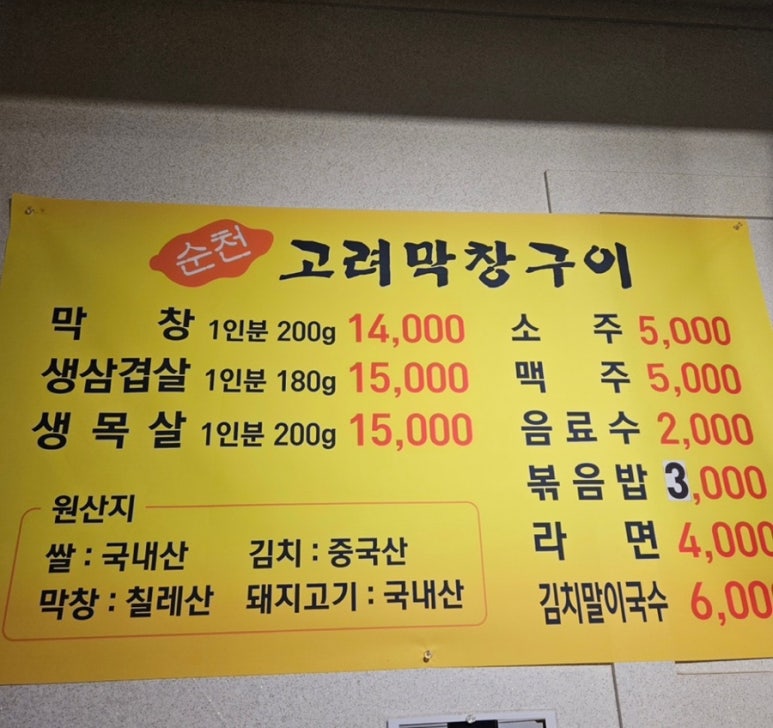 순천 고려막창구이
막 창 1인분 200g 14,000
생삼겹살 1인분 180g 15,000
생 목 살 1인분 200g 15,000
원산지
쌀 : 국내산 김치 : 중국산
막창 : 칠레산 돼지고기 : 국내산
소 주 5,000
맥 주 5,000
음료수 2,000
볶음밥 3,000
라 면 4,000
김치말이국수 6,000